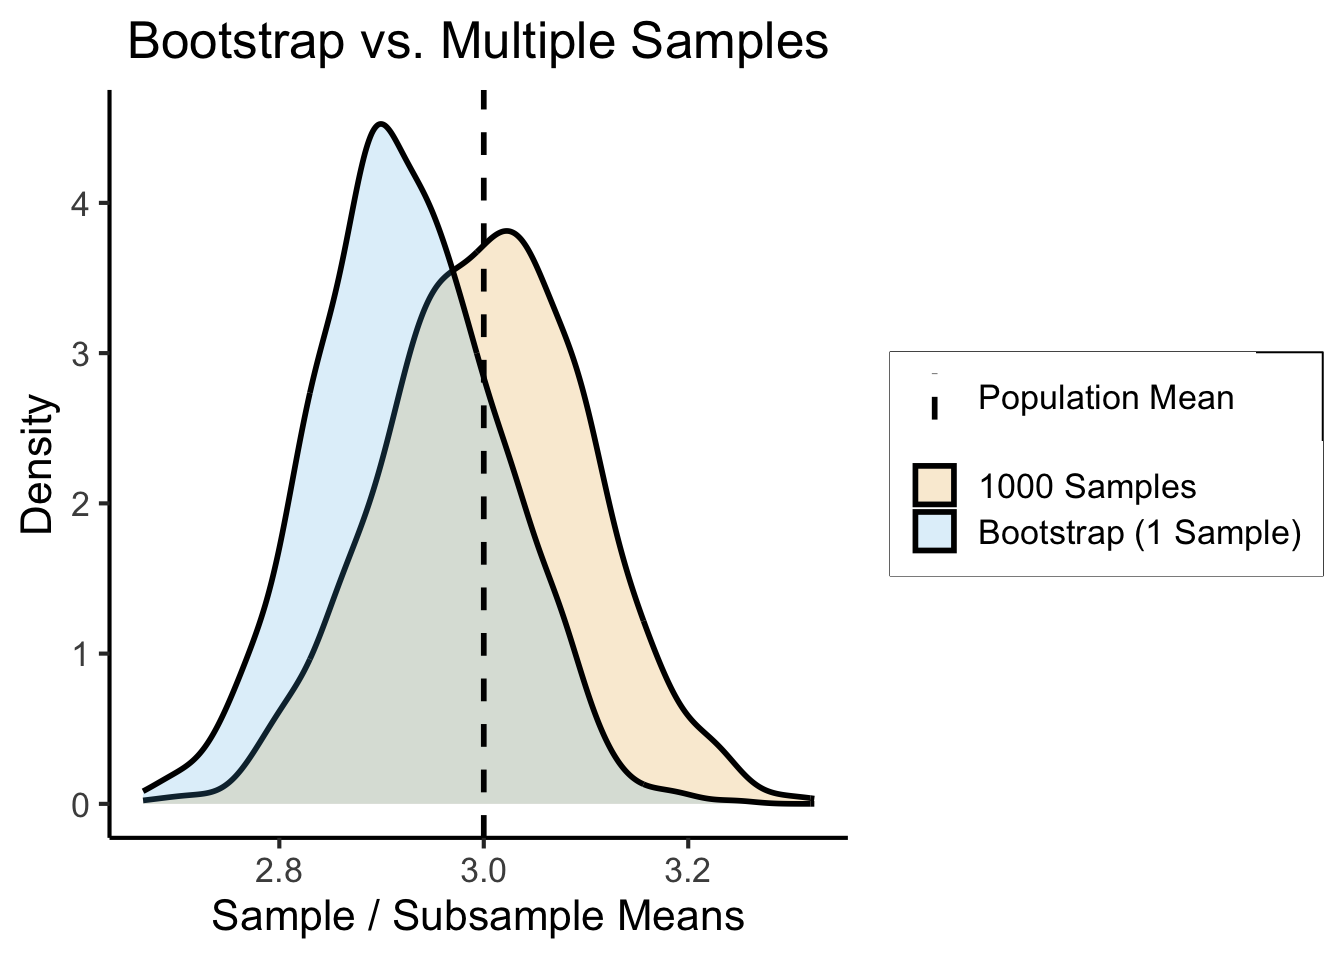 Bootstrap vs. Multiple Samples
Density
4
3
2
1
0
2.8 3.0 3.2
Sample / Subsample Means
Population Mean
1000 Samples
Bootstrap (1 Sample)